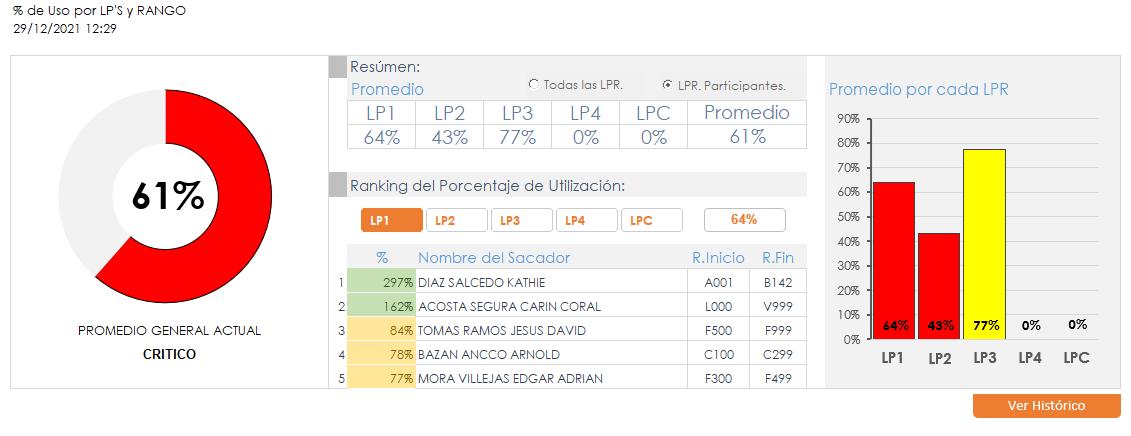 % de Uso por LP'S y RANGO
29/12/2021 12:29
61%
PROMEDIO GENERAL ACTUAL
CRITICO
Resúmen:
Promedio
Todas las LPR.
LPR. Participantes.
LP1 LP2 LP3 LP4 LPC Promedio
64% 43% 77% 0% 0% 61%
Ranking del Porcentaje de Utilización:
LP1 LP2 LP3 LP4 LPC 64%
% Nombre del Sacador R.Inicio R.Fin
1 297% DIAZ SALCEDO KATHIE A001 B142
2 162% ACOSTA SEGURA CARIN CORAL L000 V999
3 84% TOMAS RAMOS JESUS DAVID F500 F999
4 78% BAZAN ANCCO ARNOLD C100 C299
5 77% MORA VILLEJAS EDGAR ADRIAN F300 F499
Promedio por cada LPR
90%
80%
70%
60%
50%
40%
30%
20%
10%
0%
64% 43% 77% 0% 0%
LP1 LP2 LP3 LP4 LPC
Ver Histórico